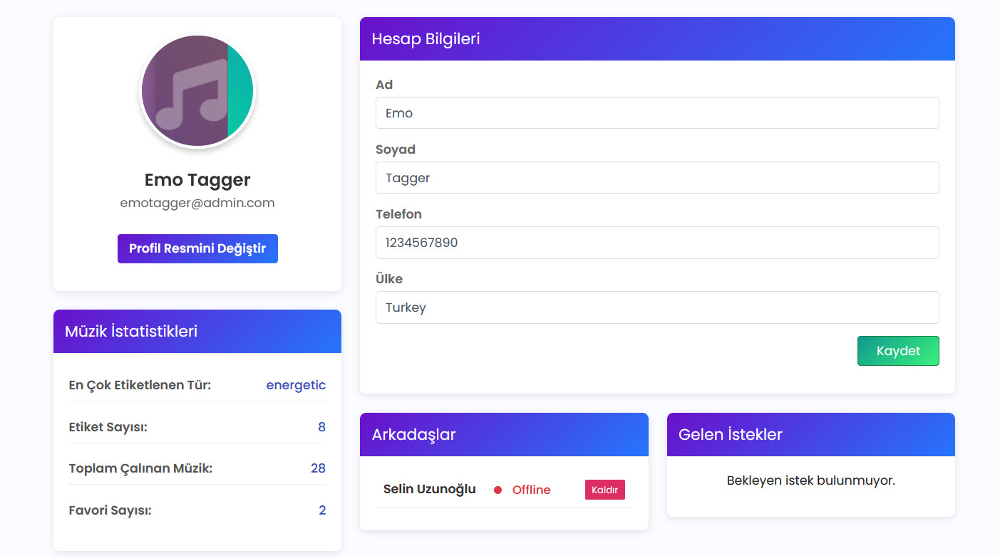 Emo Tagger
emotagger@admin.com
Profil Resmini Değiştir
Müzik İstatistikleri
En Çok Etiketlenen Tür: energetic
Etiket Sayısı: 8
Toplam Çalınan Müzik: 28
Favori Sayısı: 2
Hesap Bilgileri
Ad
Emo
Soyad
Tagger
Telefon
1234567890
Ülke
Turkey
Kaydet
Arkadaşlar
Selin Uzunoğlu Offline Kaldır
Gelen İstekler
Bekleyen istek bulunmuyor.